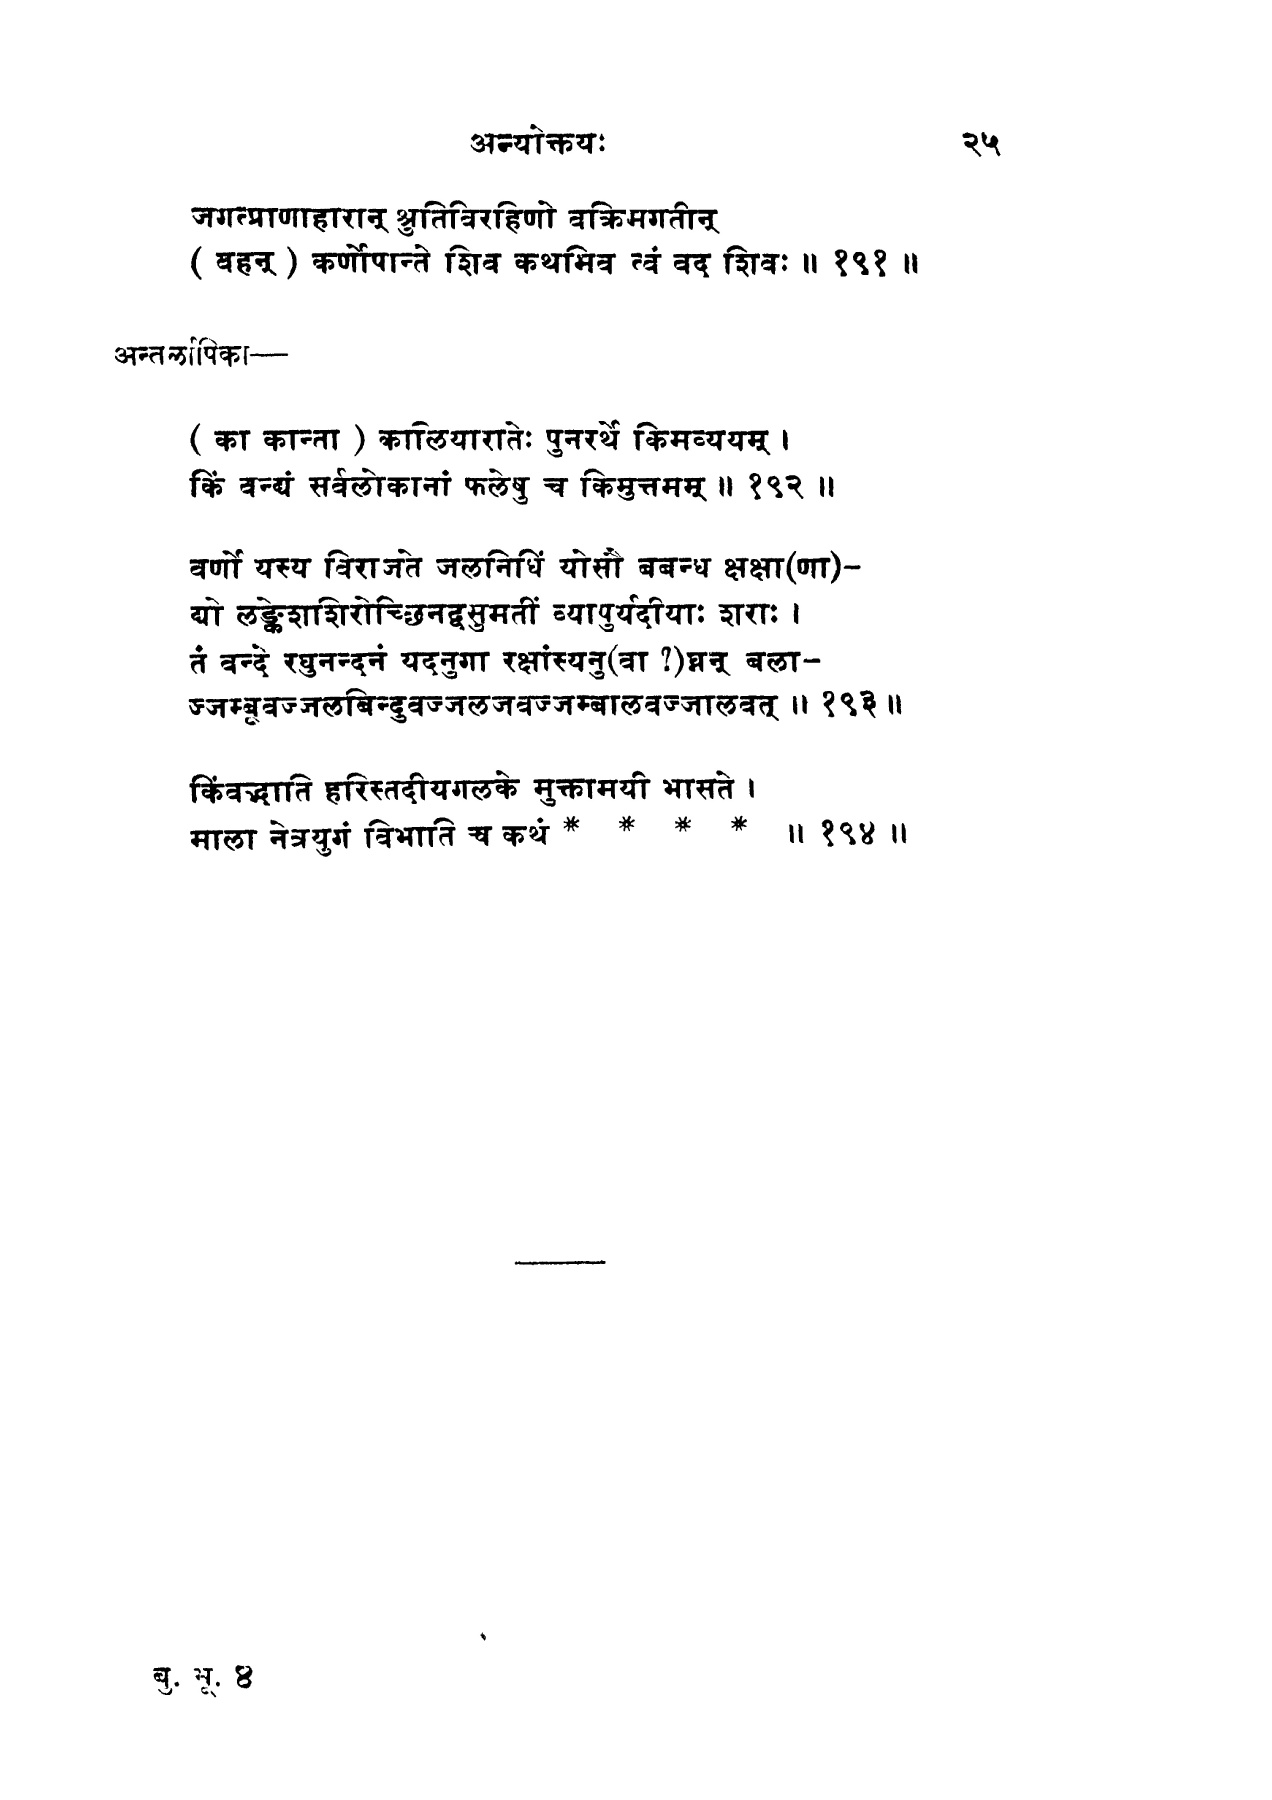 अन्योक्तयः २५
जगत्प्राणाहारान् श्रुतिविरहिणो वक्रिमगतीन्
( वहन् ) कर्णोपान्ते शिव कथमिव त्वं वद शिवः ॥ १९१ ॥
अन्तर्लापिका—
( का कान्ता ) कालियारातेः पुनरर्थे किमव्ययम् ।
किं वन्द्यं सर्वलोकानां फलेषु च किमुत्तमम् ॥ १९२ ॥
वर्णो यस्य विराजते जलनिधिं योसौ बबन्ध क्षक्षा(णा)-
द्यो लङ्केशशिरोच्छिनद्वसुमतीं व्यापुर्यदीयाः शराः ।
तं वन्दे रघुनन्दनं यदनुगा रक्षांस्यनु(वा ?)घ्नन् बला-
ज्जम्बूवज्जलबिन्दुवज्जलजवज्जम्बालवज्जालवत् ॥ १९३ ॥
किंवद्भाति हरिस्तदीयगलके मुक्तामयी भासते ।
माला नेत्रयुगं विभाति च कथं * * * * ॥ १९४ ॥
बु. भू. ४